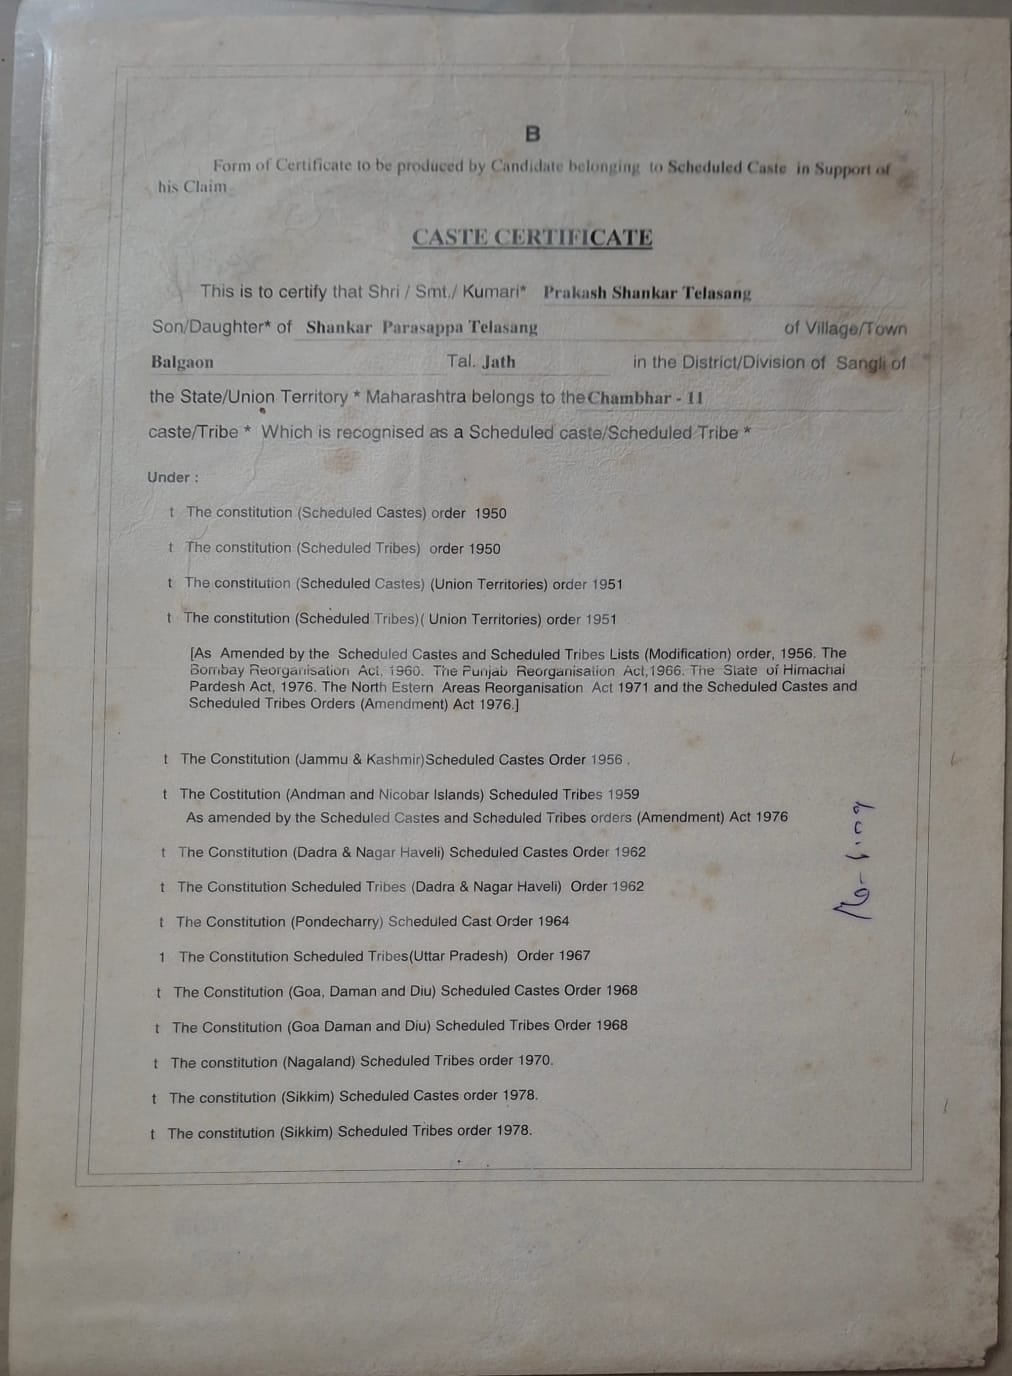 B
Form of Certificate to be produced by Candidate belonging to Scheduled Caste in Support of
his Claim
CASTE CERTIFICATE
This is to certify that Shri / Smt./ Kumari* Prakash Shankar Telasang
Son/Daughter* of Shankar Parasappa Telasang of Village/Town
Balgaon Tal. Jath in the District/Division of Sangli of
the State/Union Territory * Maharashtra belongs to the Chambhar - 11
caste/Tribe * Which is recognised as a Scheduled caste/Scheduled Tribe *
Under :
t The constitution (Scheduled Castes) order 1950
t The constitution (Scheduled Tribes) order 1950
t The constitution (Scheduled Castes) (Union Territories) order 1951
t The constitution (Scheduled Tribes)( Union Territories) order 1951
[As Amended by the Scheduled Castes and Scheduled Tribes Lists (Modification) order, 1956. The
Bombay Reorganisation Act, 1960. The Punjab Reorganisation Act,1966. The State of Himachal
Pardesh Act, 1976. The North Estern Areas Reorganisation Act 1971 and the Scheduled Castes and
Scheduled Tribes Orders (Amendment) Act 1976.]
t The Constitution (Jammu & Kashmir)Scheduled Castes Order 1956 .
t The Costitution (Andman and Nicobar Islands) Scheduled Tribes 1959
As amended by the Scheduled Castes and Scheduled Tribes orders (Amendment) Act 1976
t The Constitution (Dadra & Nagar Haveli) Scheduled Castes Order 1962
t The Constitution Scheduled Tribes (Dadra & Nagar Haveli) Order 1962
t The Constitution (Pondecharry) Scheduled Cast Order 1964
1 The Constitution Scheduled Tribes(Uttar Pradesh) Order 1967
t The Constitution (Goa, Daman and Diu) Scheduled Castes Order 1968
t The Constitution (Goa Daman and Diu) Scheduled Tribes Order 1968
t The constitution (Nagaland) Scheduled Tribes order 1970.
t The constitution (Sikkim) Scheduled Castes order 1978.
t The constitution (Sikkim) Scheduled Tribes order 1978.